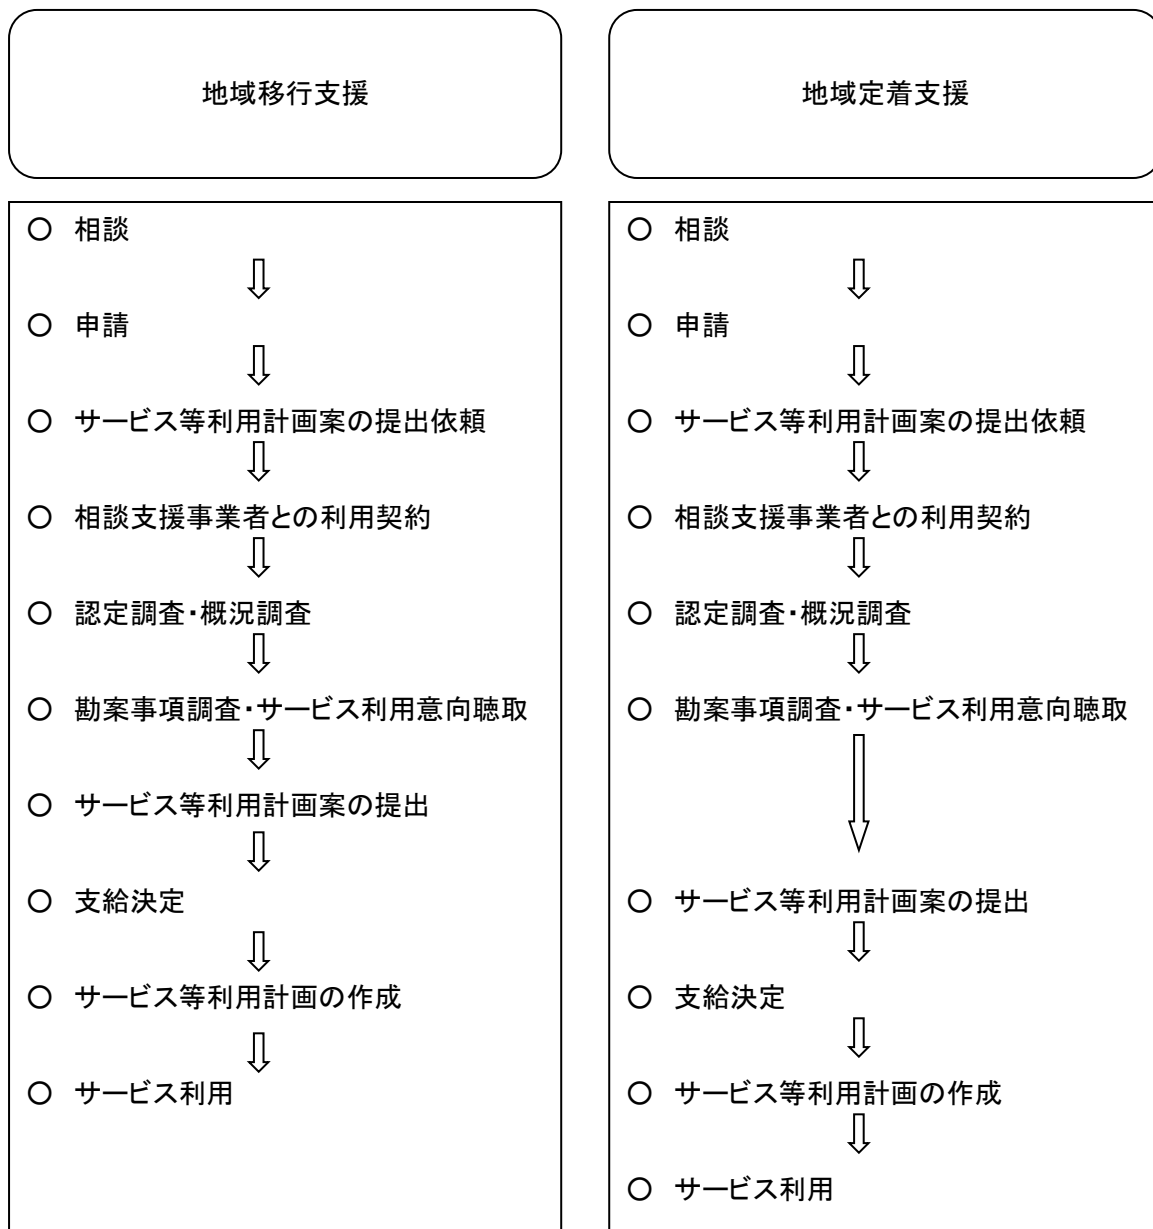 地域移行支援
○ 相談
○ 申請
○ サービス等利用計画案の提出依頼
○ 相談支援事業者との利用契約
○ 認定調査・概況調査
○ 勘案事項調査・サービス利用意向聴取
○ サービス等利用計画案の提出
○ 支給決定
○ サービス等利用計画の作成
○ サービス利用
地域定着支援
○ 相談
○ 申請
○ サービス等利用計画案の提出依頼
○ 相談支援事業者との利用契約
○ 認定調査・概況調査
○ 勘案事項調査・サービス利用意向聴取
○ サービス等利用計画案の提出
○ 支給決定
○ サービス等利用計画の作成
○ サービス利用